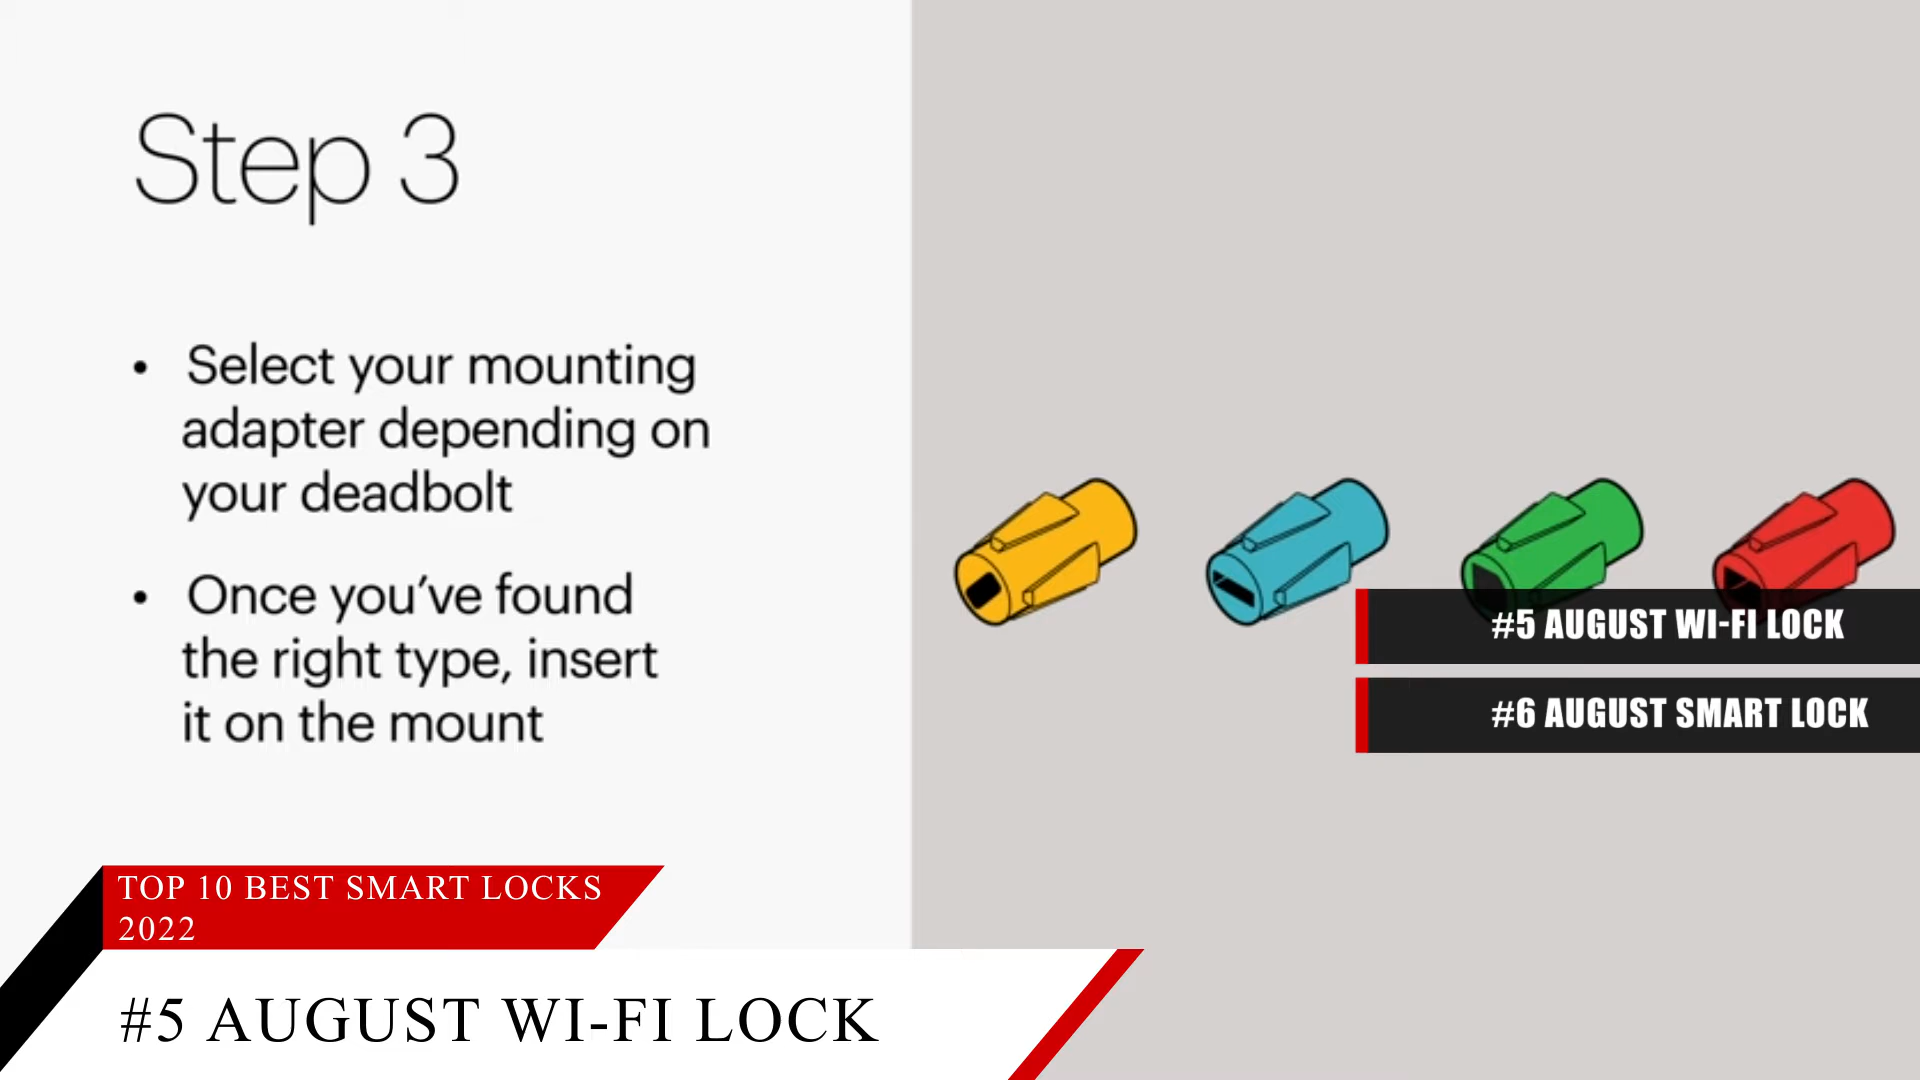 Step 3
• Select your mounting
adapter depending on
your deadbolt
• Once you’ve found
the right type, insert
it on the mount
#5 AUGUST WI-FI LOCK
#6 AUGUST SMART LOCK
TOP 10 BEST SMART LOCKS
2022
#5 AUGUST WI-FI LOCK